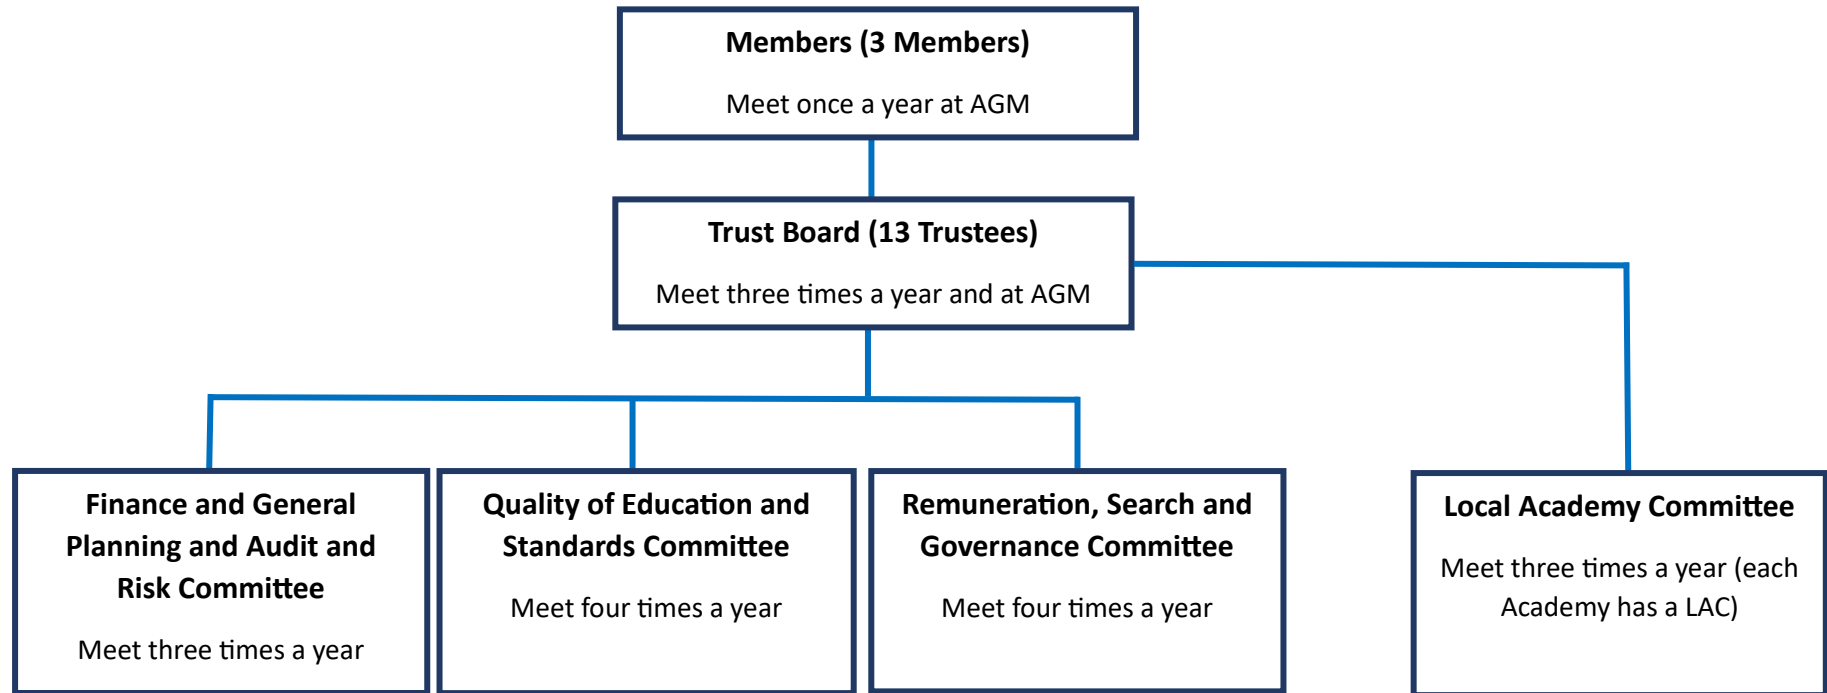 Members (3 Members)
Meet once a year at AGM
Trust Board (13 Trustees)
Meet three times a year and at AGM
Finance and General
Planning and Audit and
Risk Committee
Meet three times a year
Quality of Education and
Standards Committee
Meet four times a year
Remuneration, Search and
Governance Committee
Meet four times a year
Local Academy Committee
Meet three times a year (each
Academy has a LAC)